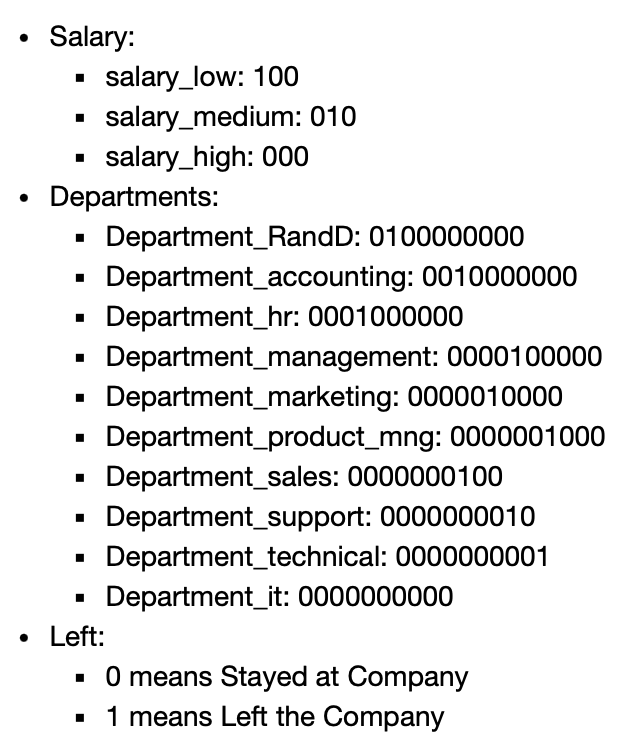 • Salary:
▪ salary_low: 100
▪ salary_medium: 010
▪ salary_high: 000
• Departments:
▪ Department_RandD: 0100000000
▪ Department_accounting: 0010000000
▪ Department_hr: 0001000000
▪ Department_management: 0000100000
▪ Department_marketing: 0000010000
▪ Department_product_mng: 0000001000
▪ Department_sales: 0000000100
▪ Department_support: 0000000010
▪ Department_technical: 0000000001
▪ Department_it: 0000000000
• Left:
▪ 0 means Stayed at Company
▪ 1 means Left the Company